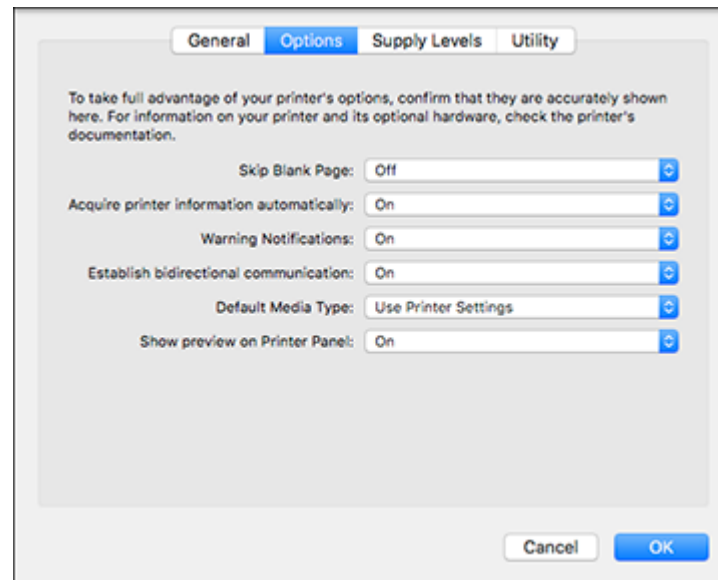 General Options Supply Levels Utility
To take full advantage of your printer's options, confirm that they are accurately shown
here. For information on your printer and its optional hardware, check the printer's
documentation.
Skip Blank Page: Off
Acquire printer information automatically: On
Warning Notifications: On
Establish bidirectional communication: On
Default Media Type: Use Printer Settings
Show preview on Printer Panel: On
Cancel OK